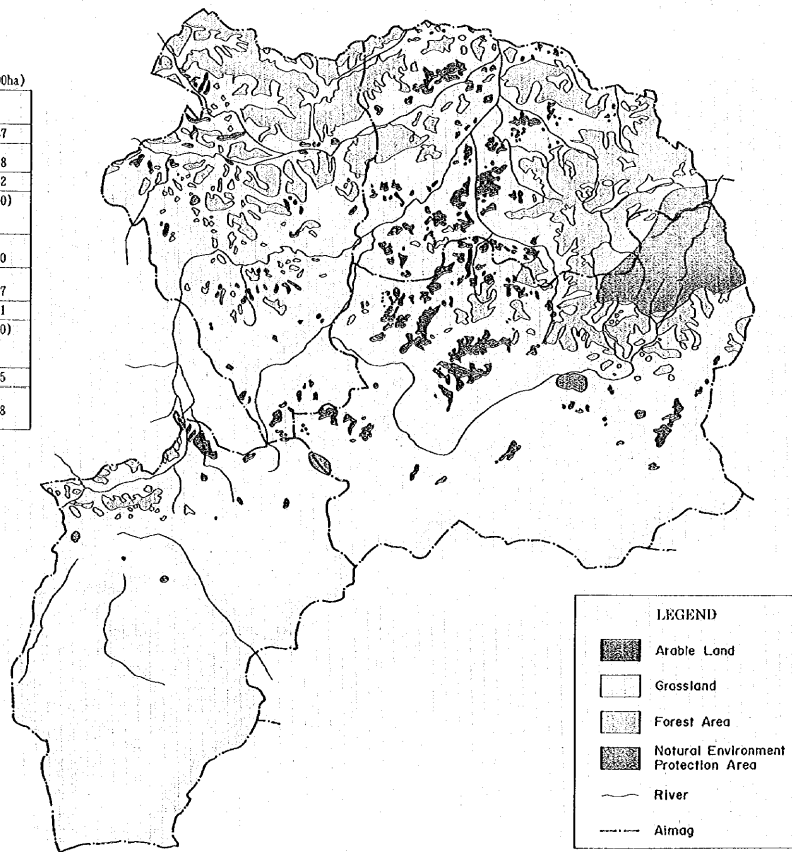 0ha)
7
8
2
0)
0
7
1
0)
5
8
LEGEND
Arable Land
Grassland
Forest Area
Natural Environment
Protection Area
River
Aimag